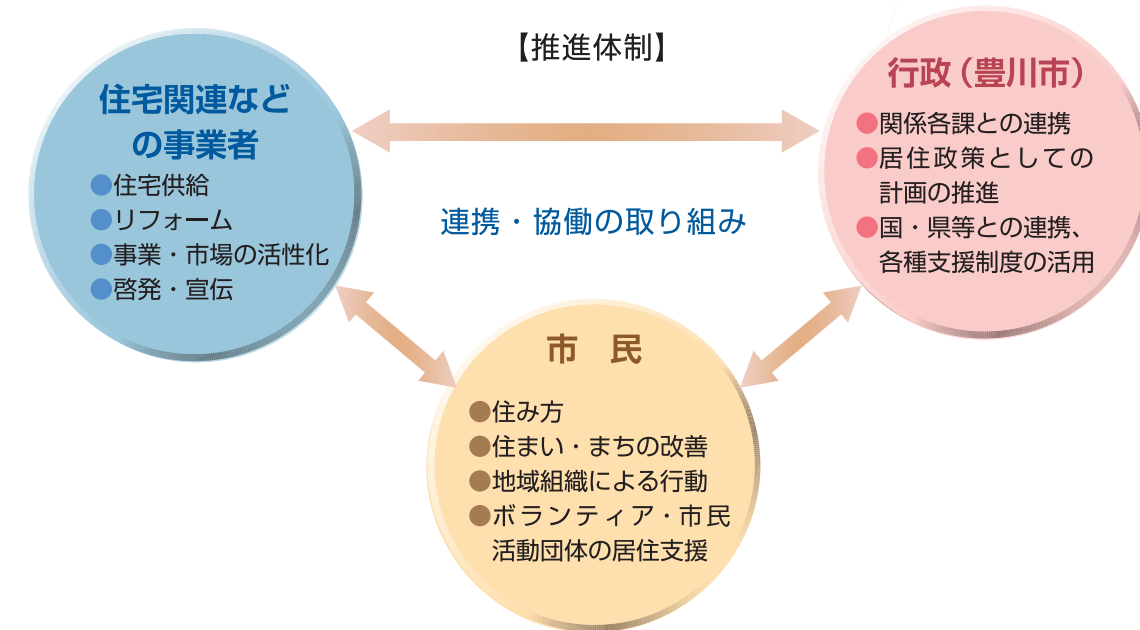 【推進体制】
住宅関連など
の事業者
●住宅供給
●リフォーム
●事業・市場の活性化
●啓発・宣伝
行政（豊川市）
●関係各課との連携
●居住政策としての
計画の推進
●国・県等との連携、
各種支援制度の活用
連携・協働の取り組み
市　民
●住み方
●住まい・まちの改善
●地域組織による行動
●ボランティア・市民
活動団体の居住支援